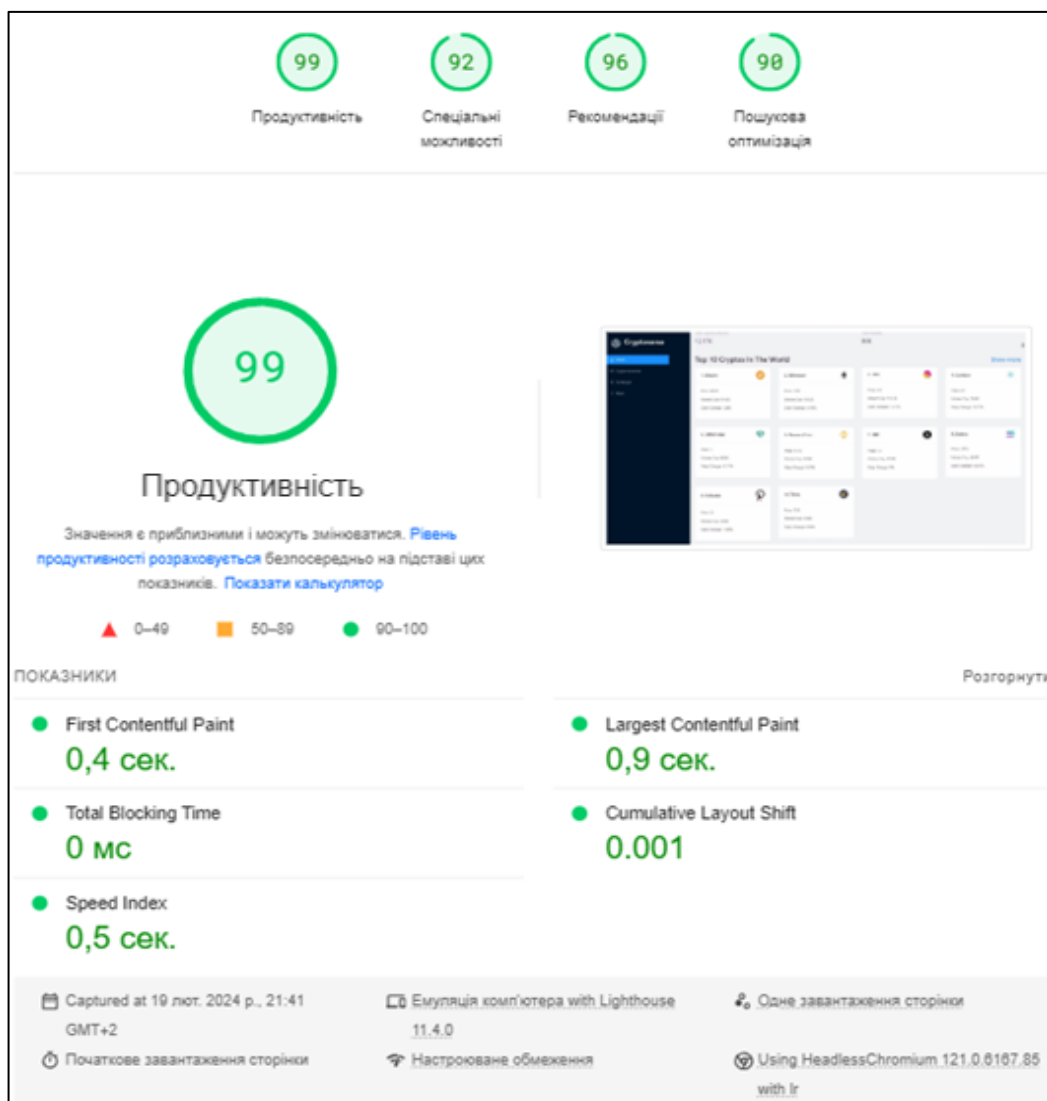 99
92
96
90
Продуктивність
Спеціальні
можливості
Рекомендації
Пошукова
оптимізація
99
Продуктивність
Значення є приблизними і можуть змінюватися. Рівень
продуктивності розраховується безпосередньо на підставі цих
показників. Показати калькулятор
0–49
50–89
90–100
Cryptoverse
Top 10 Cryptos In The World
Show more
ПОКАЗНИКИ
Розгорнути
First Contentful Paint
0,4 сек.
Largest Contentful Paint
0,9 сек.
Total Blocking Time
0 мс
Cumulative Layout Shift
0.001
Speed Index
0,5 сек.
Captured at 19 лют. 2024 р., 21:41
GMT+2
Емуляція комп'ютера with Lighthouse
11.4.0
Одне завантаження сторінки
Початкове завантаження сторінки
Настроюване обмеження
Using HeadlessChromium 121.0.6167.85
with lr